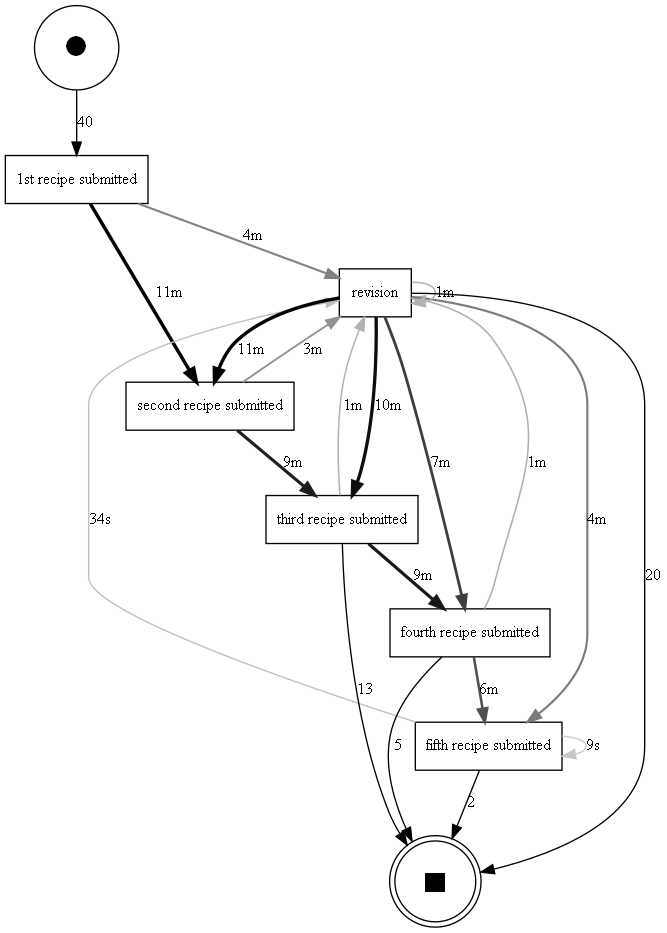 40
1st recipe submitted
4m
11m
revision
1m
11m
3m
1m
10m
second recipe submitted
9m
7m
1m
34s
third recipe submitted
4m
9m
20
fourth recipe submitted
13
6m
5
fifth recipe submitted
9s
2